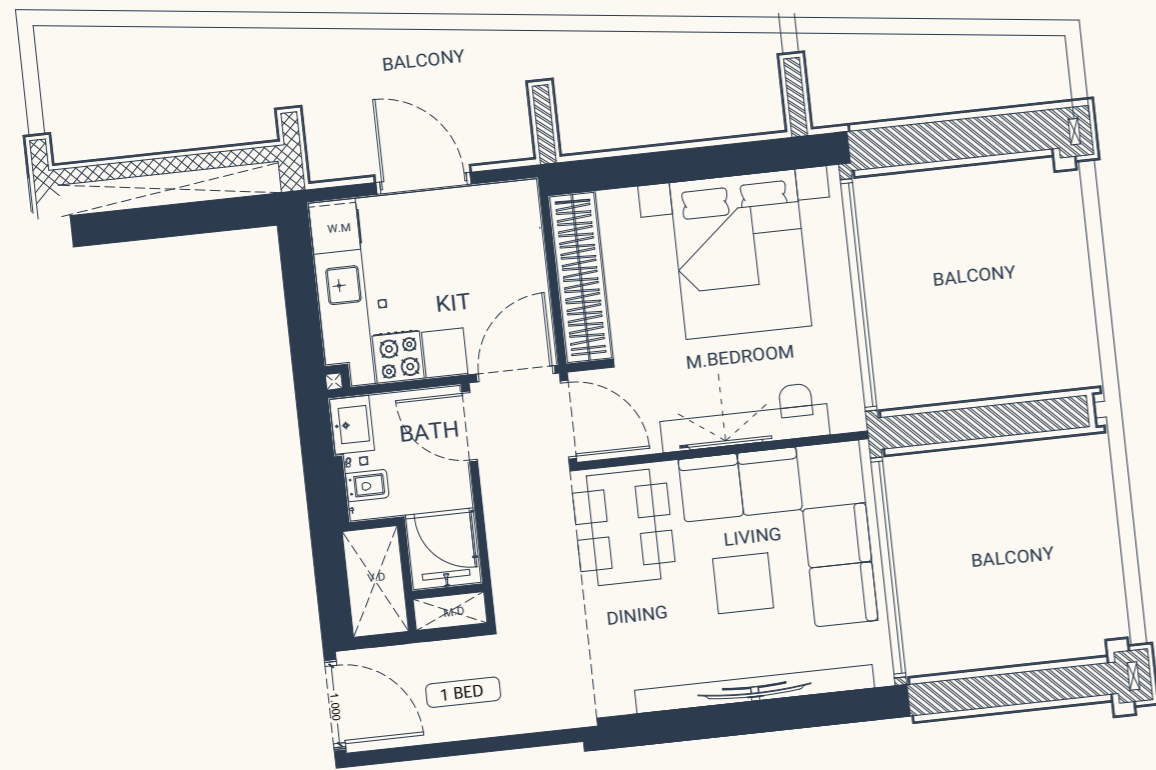 BALCONY
W.M
KIT
BALCONY
M.BEDROOM
BATH
LIVING
BALCONY
V.D
M.D
DINING
1 BED
1.000